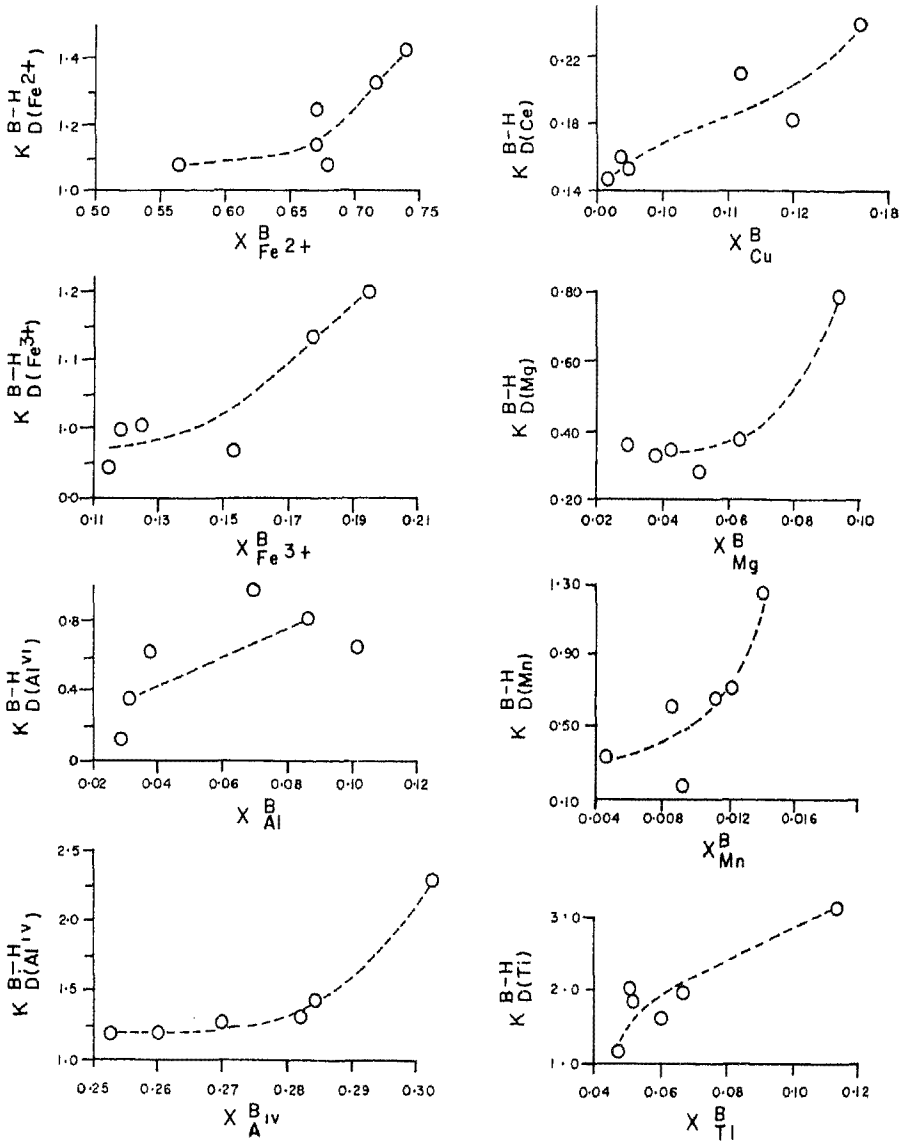 K B-H D(Fe2+)
1.4
1.2
1.0
0.50 0.55 0.60 0.65 0.70 0.75
X B Fe 2+
K B-H D(Ce)
0.22
0.18
0.14
0.00 0.10 0.11 0.12 0.18
X B Cu
K B-H D(Fe3+)
1.2
1.1
1.0
0.0
0.11 0.13 0.15 0.17 0.19 0.21
X B Fe 3+
K B-H D(Mg)
0.80
0.60
0.40
0.20
0.02 0.04 0.06 0.08 0.10
X B Mg
K B-H D(Al VI)
0.8
0.4
0
0.02 0.04 0.06 0.08 0.10 0.12
X B Al
K B-H D(Mn)
1.30
0.90
0.50
0.10
0.004 0.008 0.012 0.016
X B Mn
K B-H D(Al IV)
2.5
2.0
1.5
1.0
0.25 0.26 0.27 0.28 0.29 0.30
X B A IV
K B-H D(Ti)
3.0
2.0
1.0
0.04 0.06 0.08 0.10 0.12
X B TI